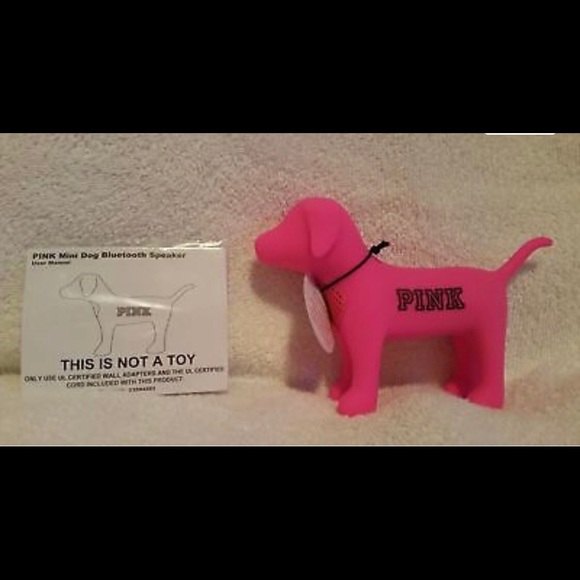 PINK Mini Dog Bluetooth Speaker
User Manual
PINK
THIS IS NOT A TOY
ONLY USE UL CERTIFIED WALL ADAPTERS AND THE UL CERTIFIED
CORD INCLUDED WITH THIS PRODUCT
PINK